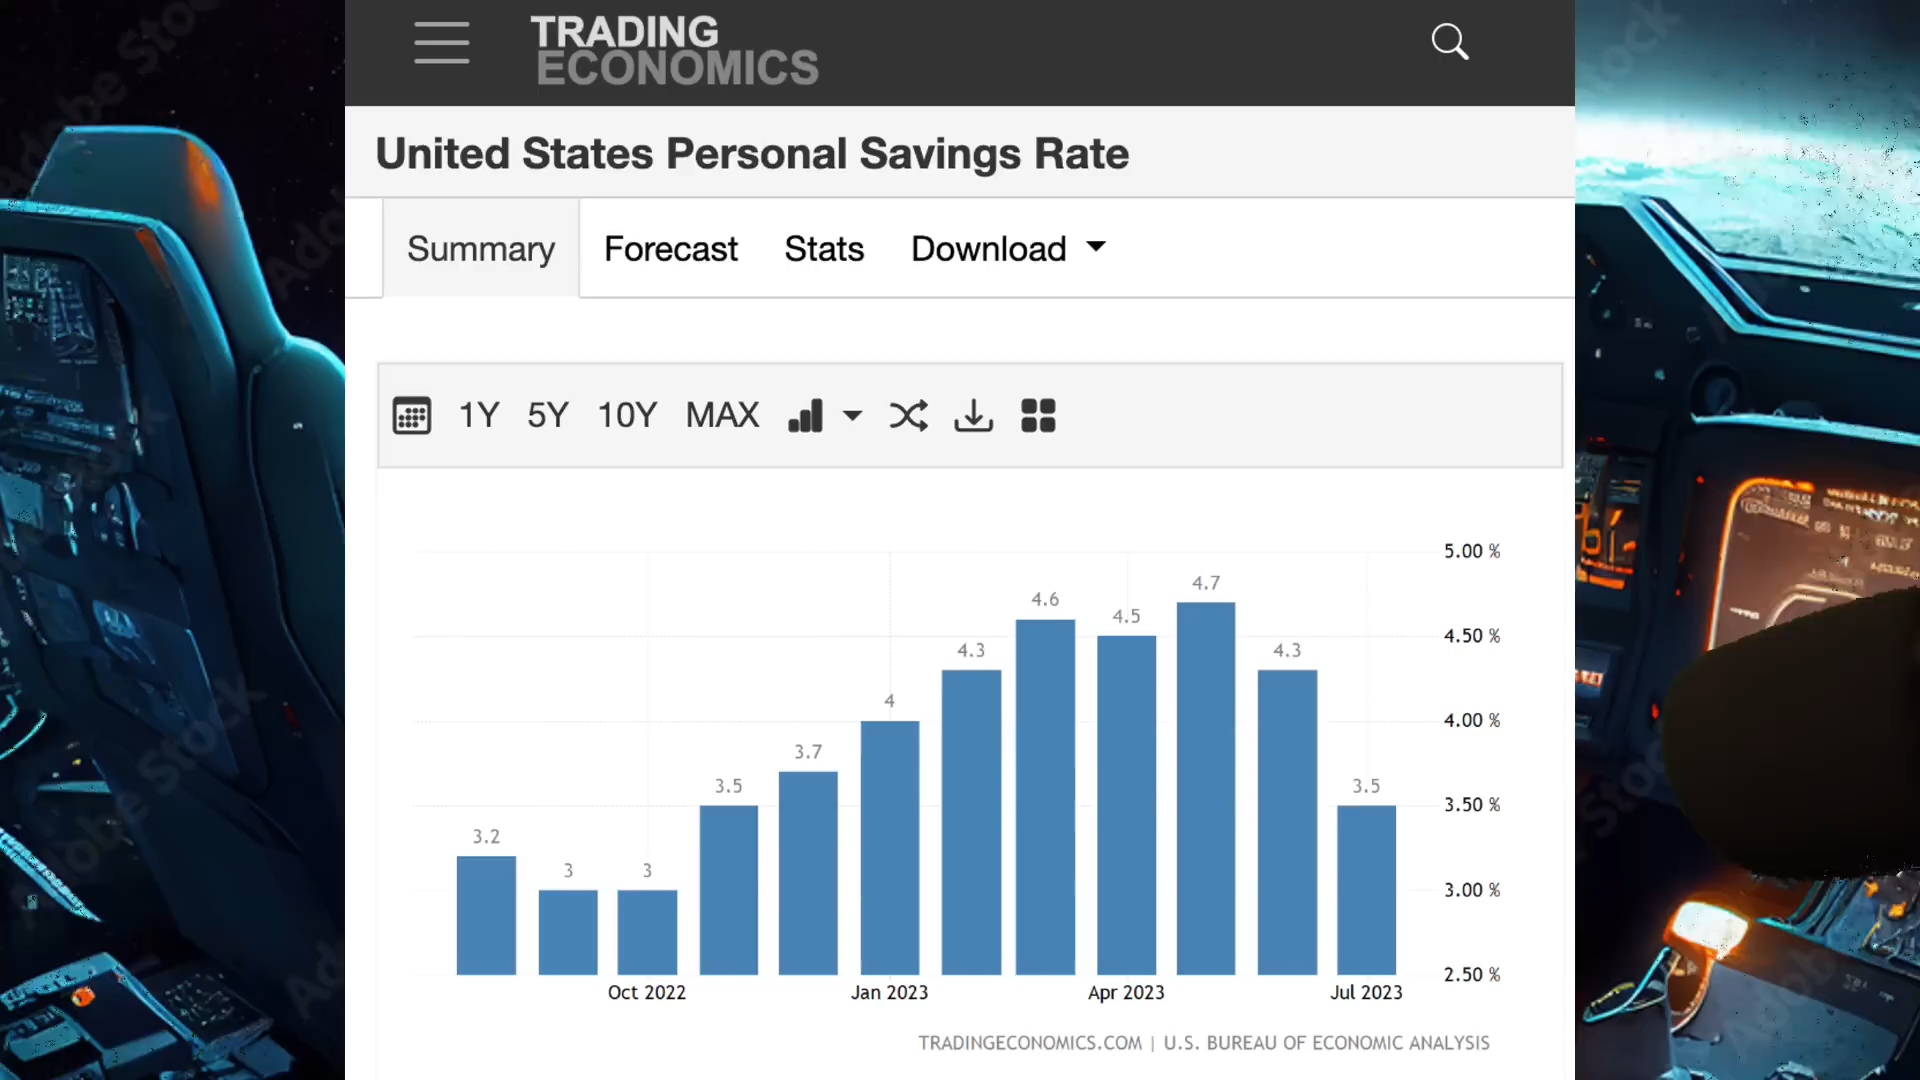 TRADING
ECONOMICS
United States Personal Savings Rate
Summary Forecast Stats Download
1Y 5Y 10Y MAX
5.00 %
4.50 %
4.00 %
3.50 %
3.00 %
2.50 %
3.2
3
3
3.5
3.7
4
4.3
4.6
4.5
4.7
4.3
3.5
Oct 2022 Jan 2023 Apr 2023 Jul 2023
TRADINGECONOMICS.COM | U.S. BUREAU OF ECONOMIC ANALYSIS
Adobe Stock